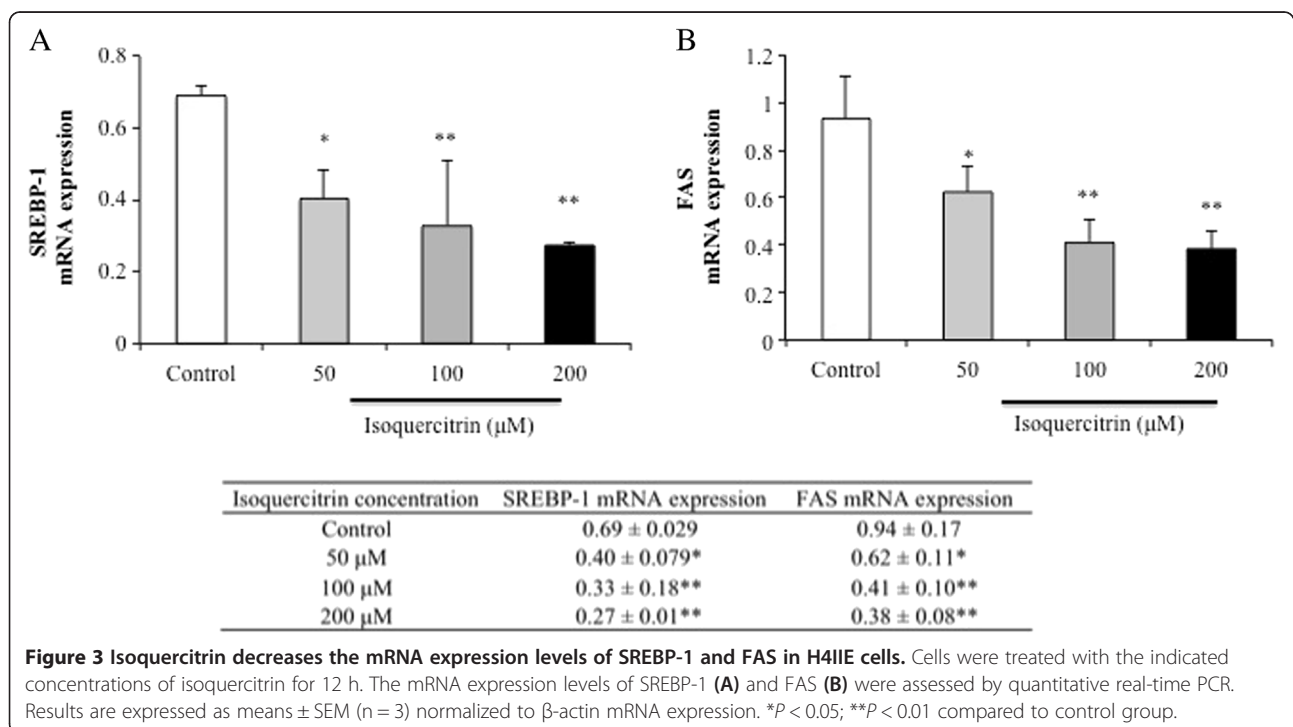 A
0.8
0.6
0.4
0.2
0
SREBP-1
mRNA expression
*
**
**
Control 50 100 200
Isoquercitrin (μM)
B
1.2
1
0.8
0.6
0.4
0.2
0
FAS
mRNA expression
*
**
**
Control 50 100 200
Isoquercitrin (μM)
Isoquercitrin concentration SREBP-1 mRNA expression FAS mRNA expression
Control 0.69 ± 0.029 0.94 ± 0.17
50 μM 0.40 ± 0.079* 0.62 ± 0.11*
100 μM 0.33 ± 0.18** 0.41 ± 0.10**
200 μM 0.27 ± 0.01** 0.38 ± 0.08**
Figure 3 Isoquercitrin decreases the mRNA expression levels of SREBP-1 and FAS in H4IIE cells. Cells were treated with the indicated
concentrations of isoquercitrin for 12 h. The mRNA expression levels of SREBP-1 (A) and FAS (B) were assessed by quantitative real-time PCR.
Results are expressed as means ± SEM (n = 3) normalized to β-actin mRNA expression. *P < 0.05; **P < 0.01 compared to control group.